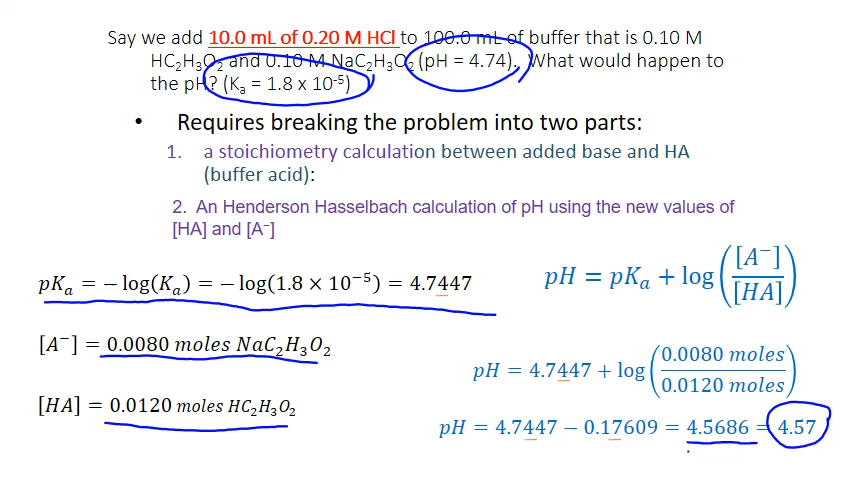 Say we add 10.0 mL of 0.20 M HCl to 100.0 mL of buffer that is 0.10 M
HC₂H₃O₂ and 0.10 M NaC₂H₃O₂ (pH = 4.74). What would happen to
the pH? (Kₐ = 1.8 x 10⁻⁵)
• Requires breaking the problem into two parts:
1. a stoichiometry calculation between added base and HA
(buffer acid):
2. An Henderson Hasselbach calculation of pH using the new values of
[HA] and [A⁻]
pKₐ = − log(Kₐ) = − log(1.8 × 10⁻⁵) = 4.7447
pH = pKₐ + log([A⁻]/[HA])
[A⁻] = 0.0080 moles NaC₂H₃O₂
[HA] = 0.0120 moles HC₂H₃O₂
pH = 4.7447 + log(0.0080 moles/0.0120 moles)
pH = 4.7447 − 0.17609 = 4.5686 = 4.57